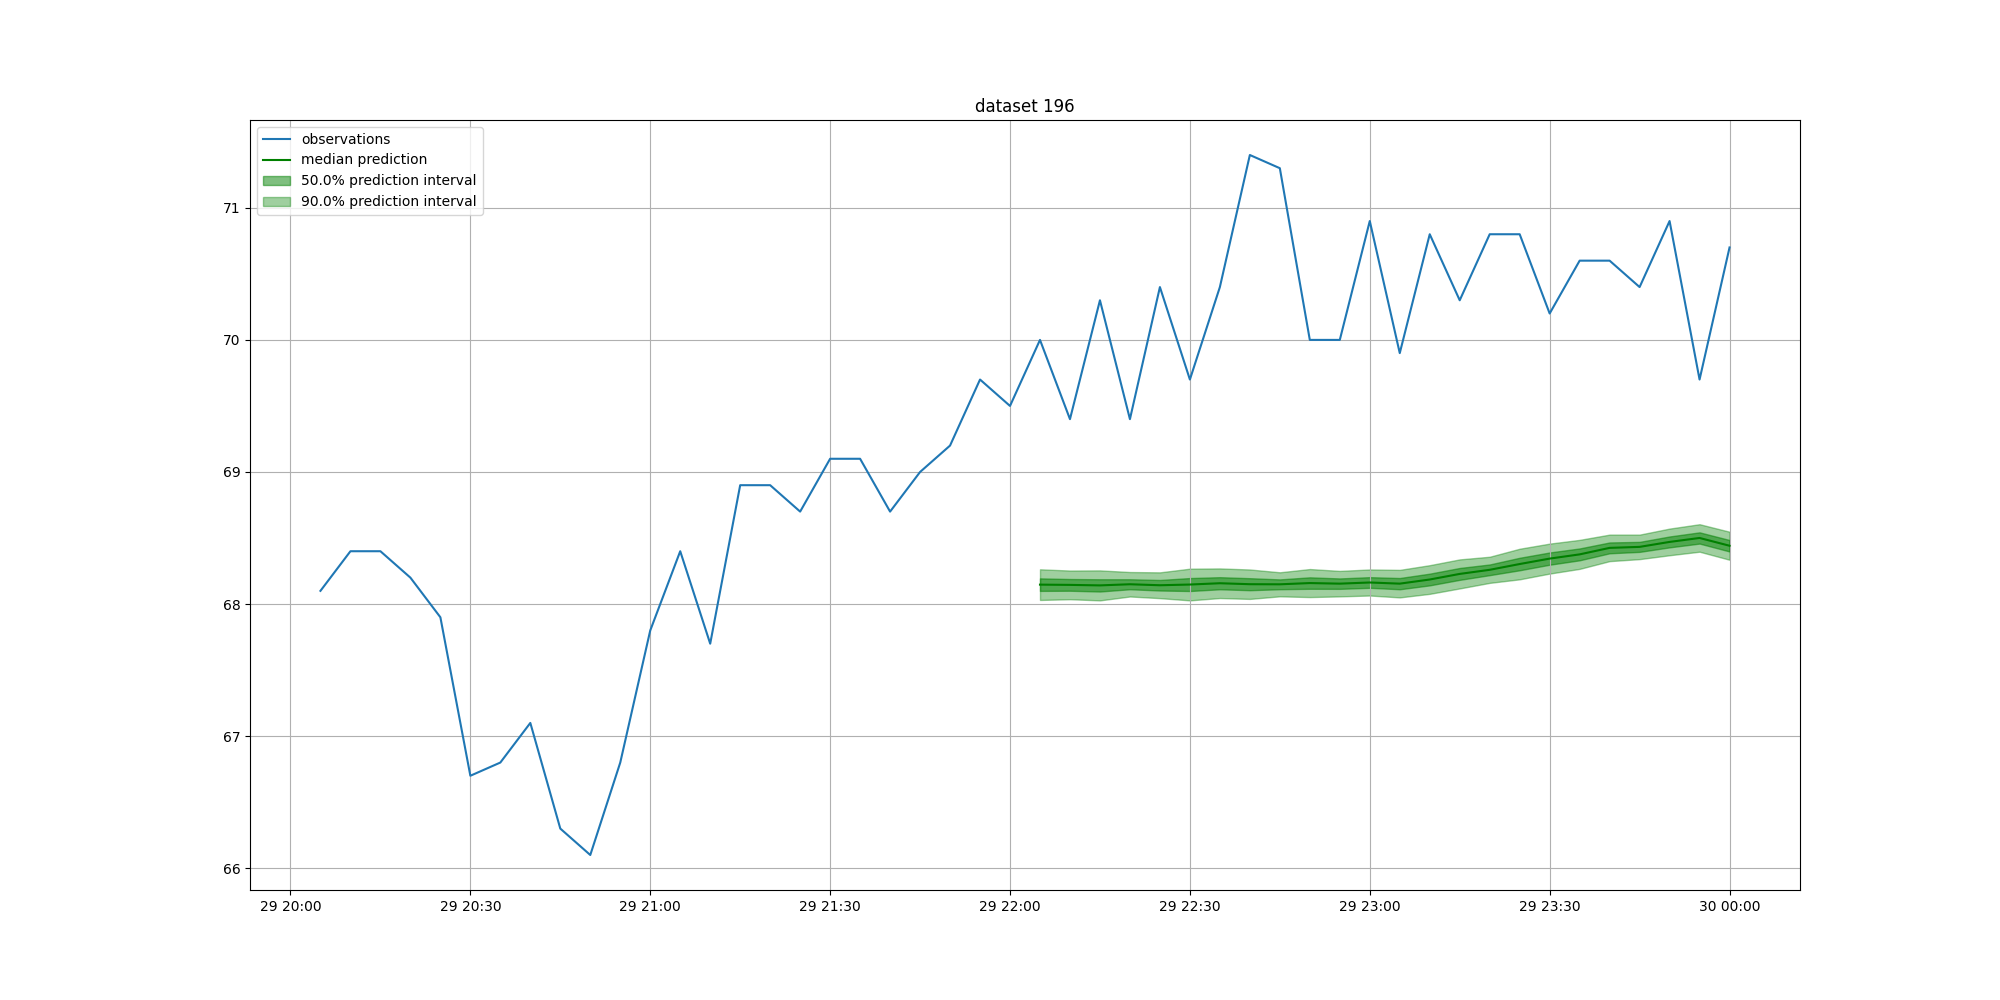 dataset 196
observations
median prediction
50.0% prediction interval
90.0% prediction interval
71
70
69
68
67
66
29 20:00 29 20:30 29 21:00 29 21:30 29 22:00 29 22:30 29 23:00 29 23:30 30 00:00